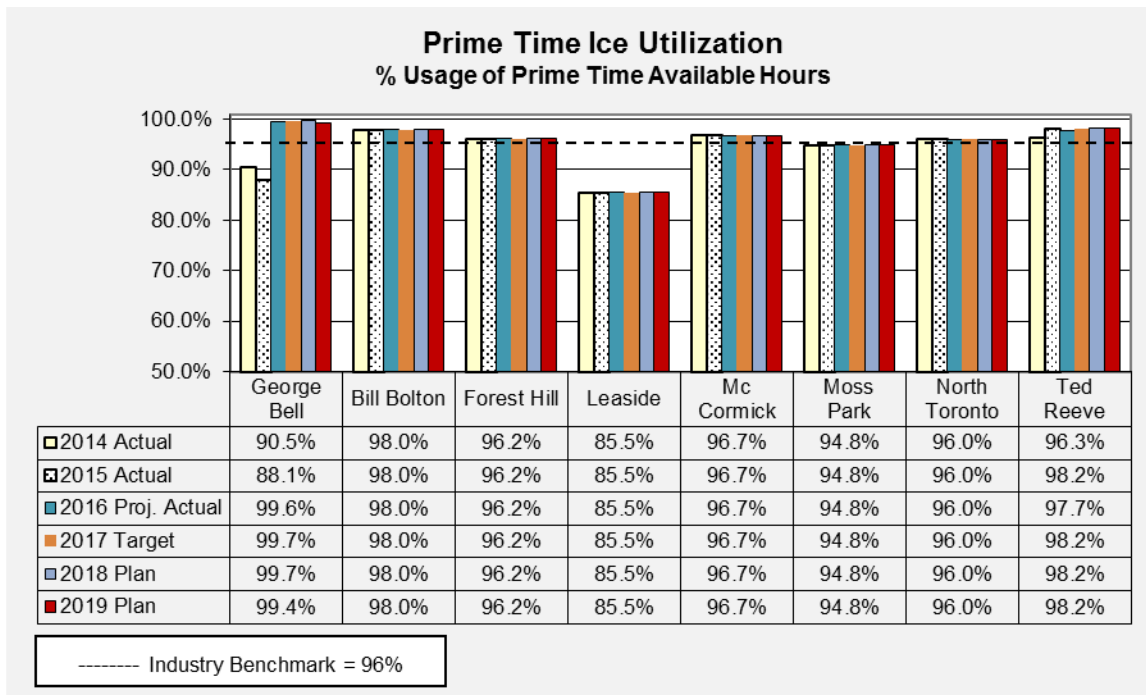 Prime Time Ice Utilization
% Usage of Prime Time Available Hours
100.0%
90.0%
80.0%
70.0%
60.0%
50.0%
George Bell Bill Bolton Forest Hill Leaside Mc Cormick Moss Park North Toronto Ted Reeve
2014 Actual 90.5% 98.0% 96.2% 85.5% 96.7% 94.8% 96.0% 96.3%
2015 Actual 88.1% 98.0% 96.2% 85.5% 96.7% 94.8% 96.0% 98.2%
2016 Proj. Actual 99.6% 98.0% 96.2% 85.5% 96.7% 94.8% 96.0% 97.7%
2017 Target 99.7% 98.0% 96.2% 85.5% 96.7% 94.8% 96.0% 98.2%
2018 Plan 99.7% 98.0% 96.2% 85.5% 96.7% 94.8% 96.0% 98.2%
2019 Plan 99.4% 98.0% 96.2% 85.5% 96.7% 94.8% 96.0% 98.2%
-------- Industry Benchmark = 96%